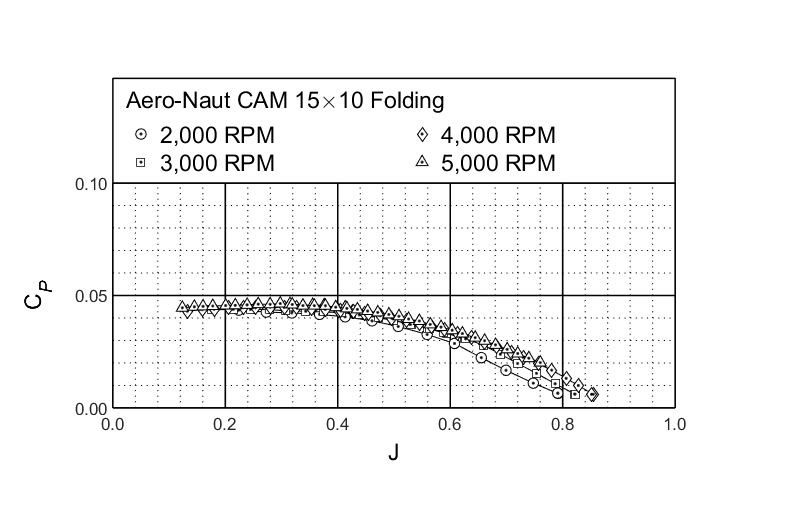 Aero-Naut CAM 15×10 Folding
2,000 RPM
4,000 RPM
3,000 RPM
5,000 RPM
0.10
0.05
0.00
C_P
0.0 0.2 0.4 0.6 0.8 1.0
J